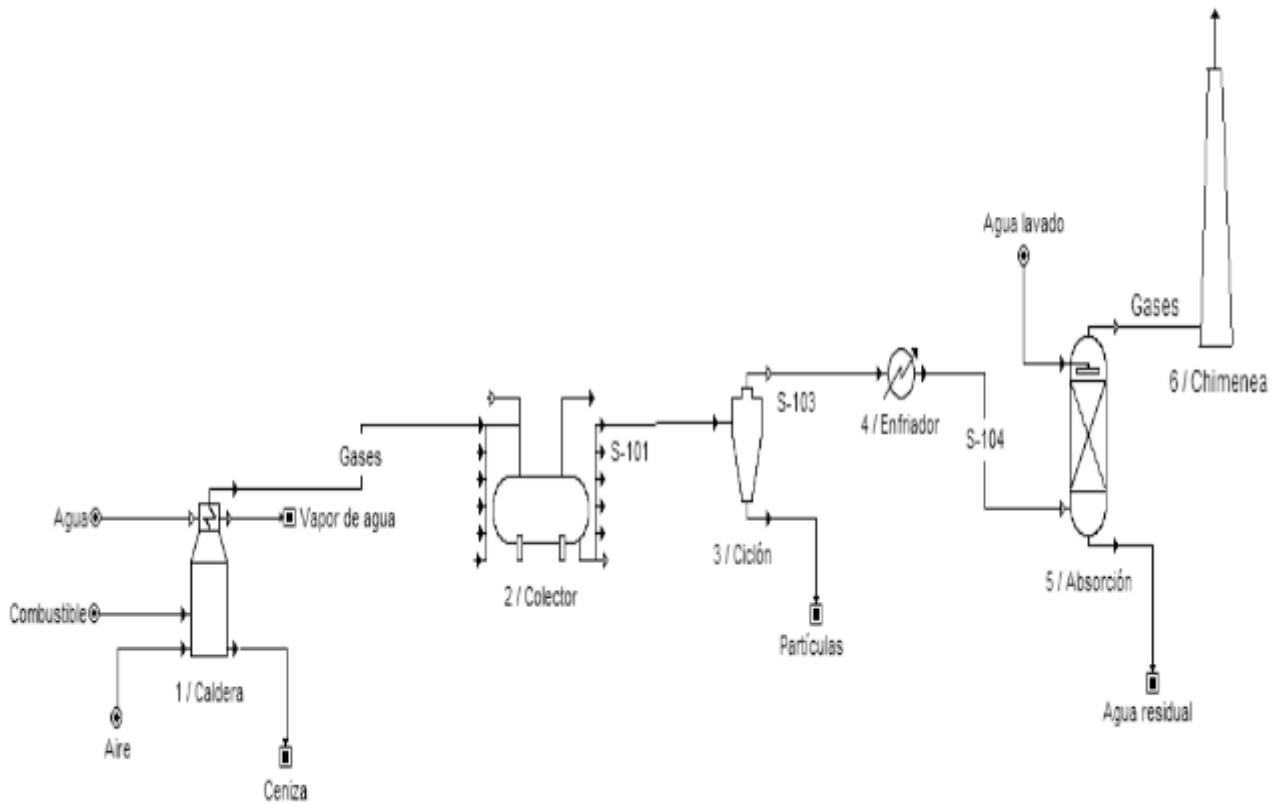 Agua lavado
Gases
6 / Chimenea
S-103
4 / Enfriador
S-104
Gases
S-101
Agua
Vapor de agua
3 / Ciclón
2 / Colector
5 / Absorción
Combustible
Partículas
1 / Caldera
Agua residual
Aire
Ceniza